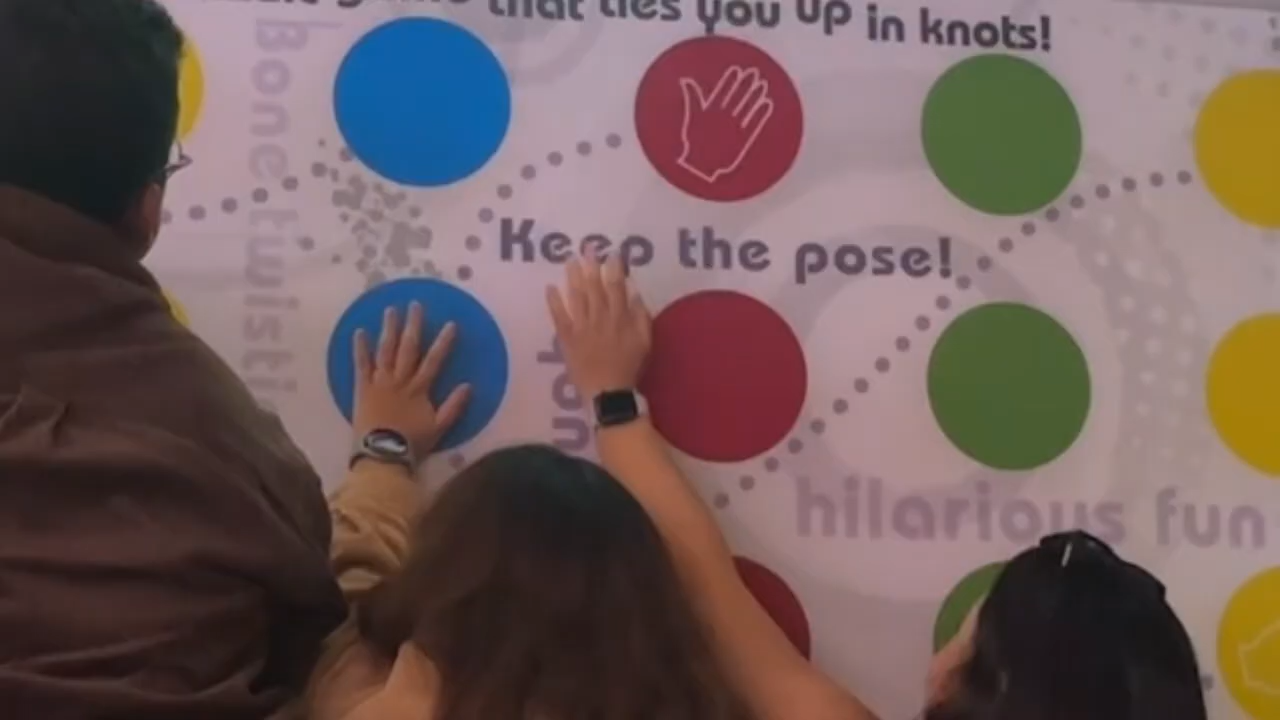 that ties you up in knots!
Bone twisti
Keep the pose!
hilarious fun